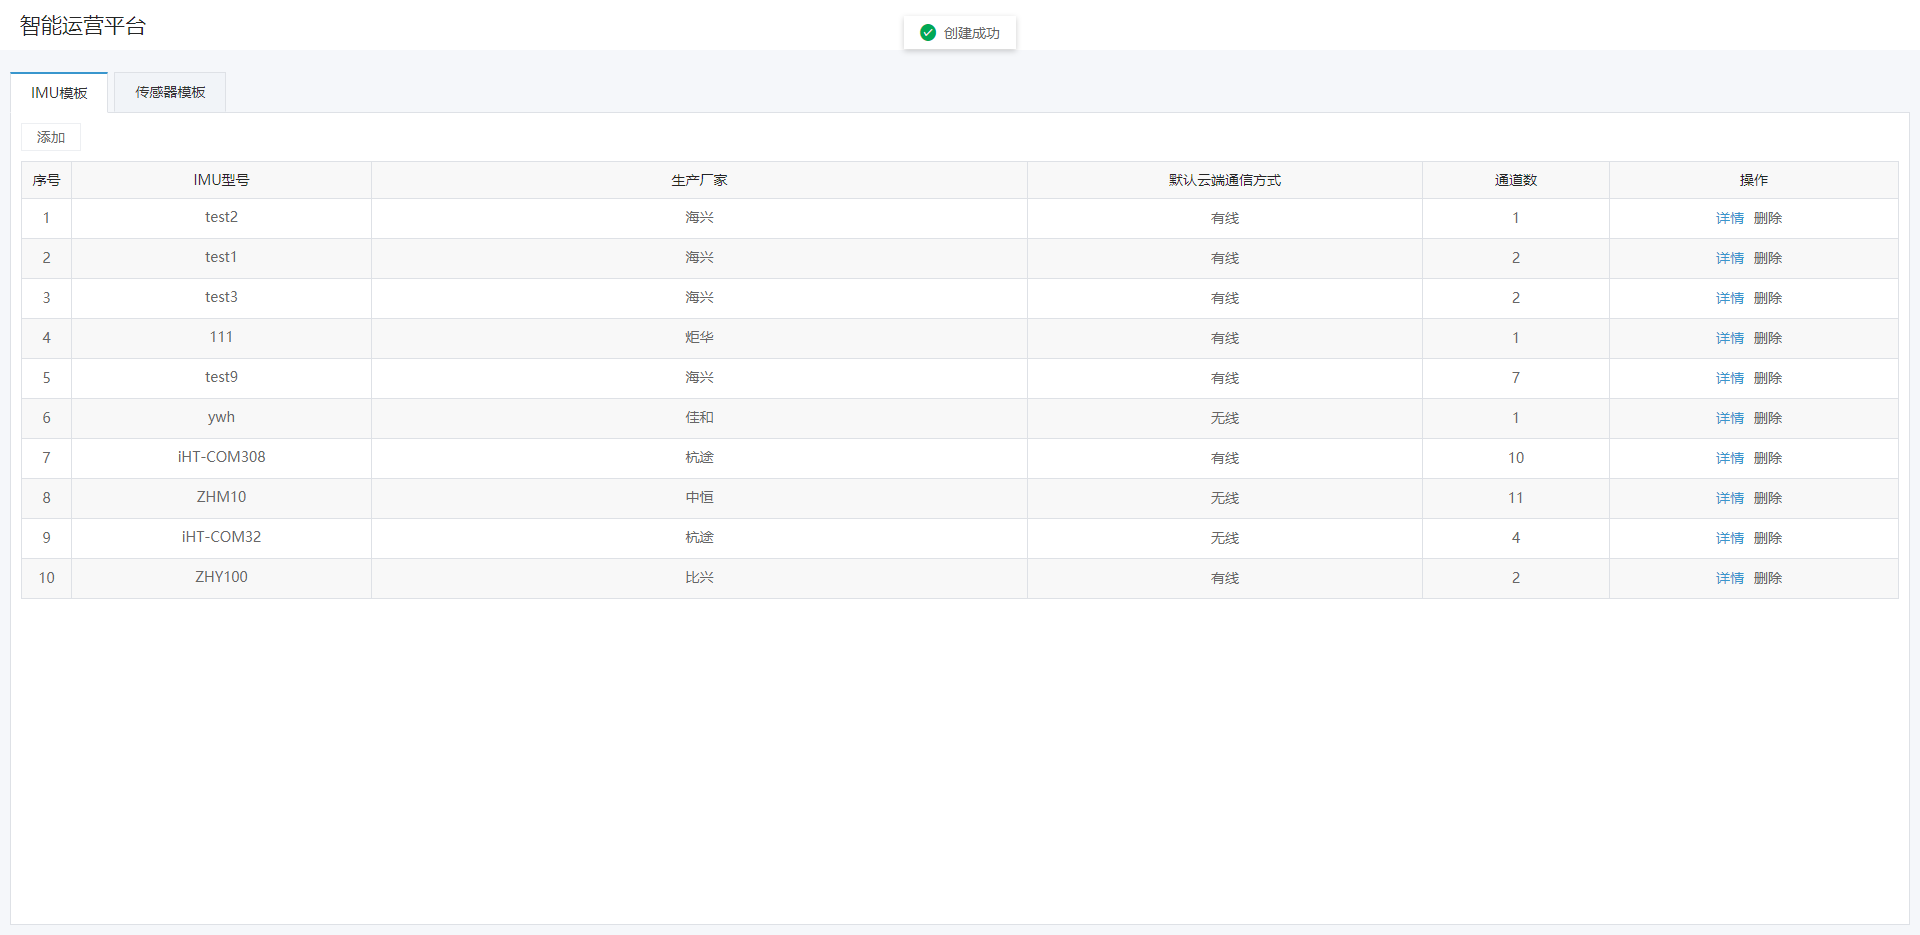 智能运营平台
创建成功
IMU模板 传感器模板
添加
序号 IMU型号 生产厂家 默认云端通信方式 通道数 操作
1 test2 海兴 有线 1 详情 删除
2 test1 海兴 有线 2 详情 删除
3 test3 海兴 有线 2 详情 删除
4 111 炬华 有线 1 详情 删除
5 test9 海兴 有线 7 详情 删除
6 ywh 佳和 无线 1 详情 删除
7 iHT-COM308 杭途 有线 10 详情 删除
8 ZHM10 中恒 无线 11 详情 删除
9 iHT-COM32 杭途 无线 4 详情 删除
10 ZHY100 比兴 有线 2 详情 删除